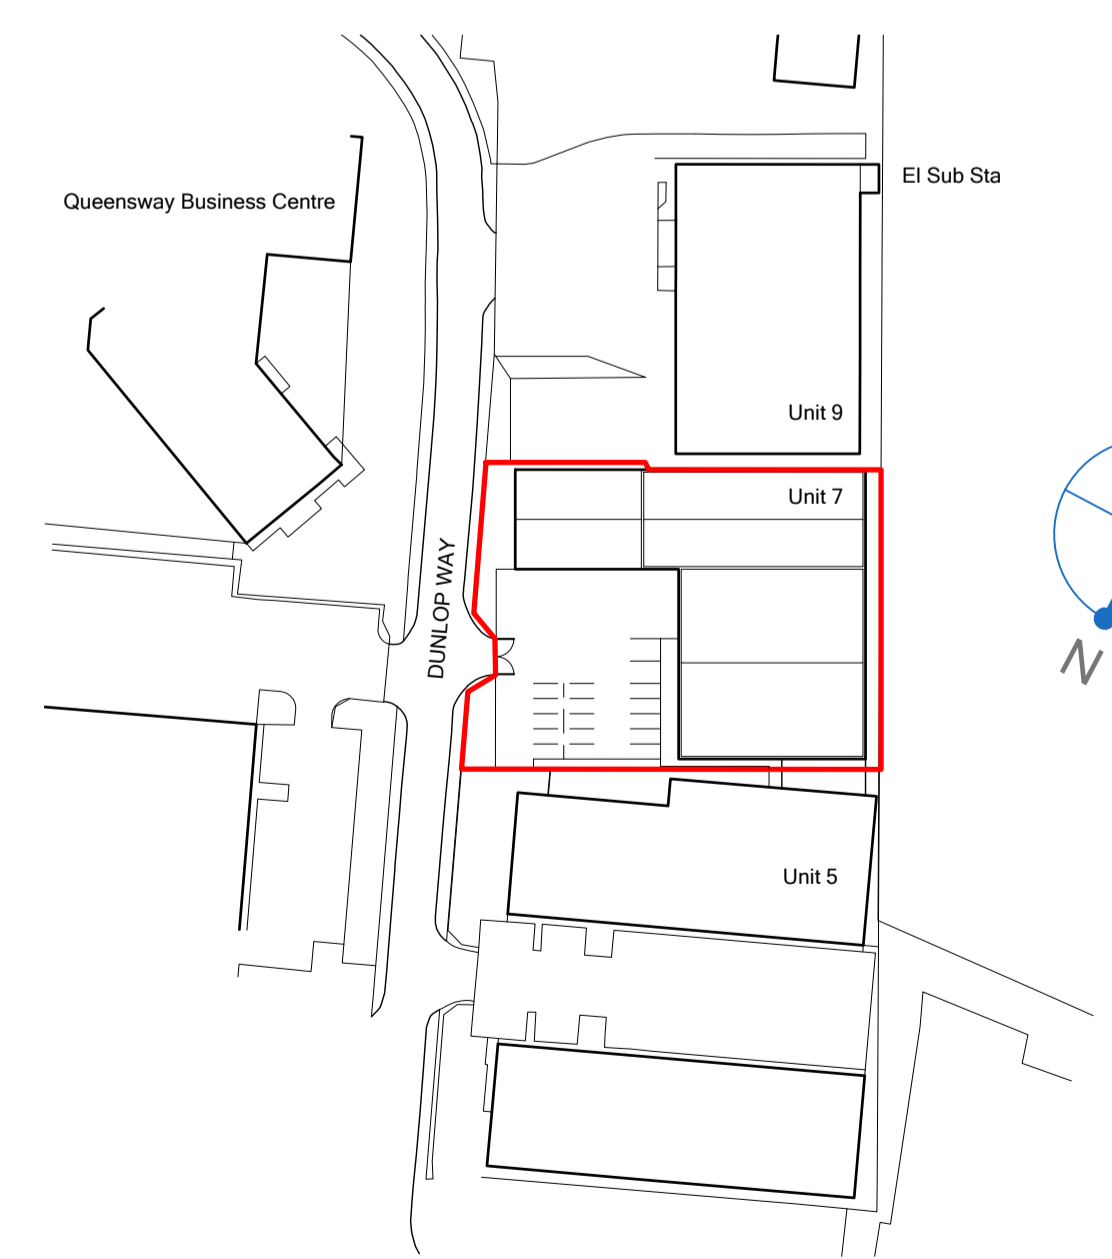 El Sub Sta
Queensway Business Centre
Unit 9
Unit 7
DUNLOP WAY
N
Unit 5